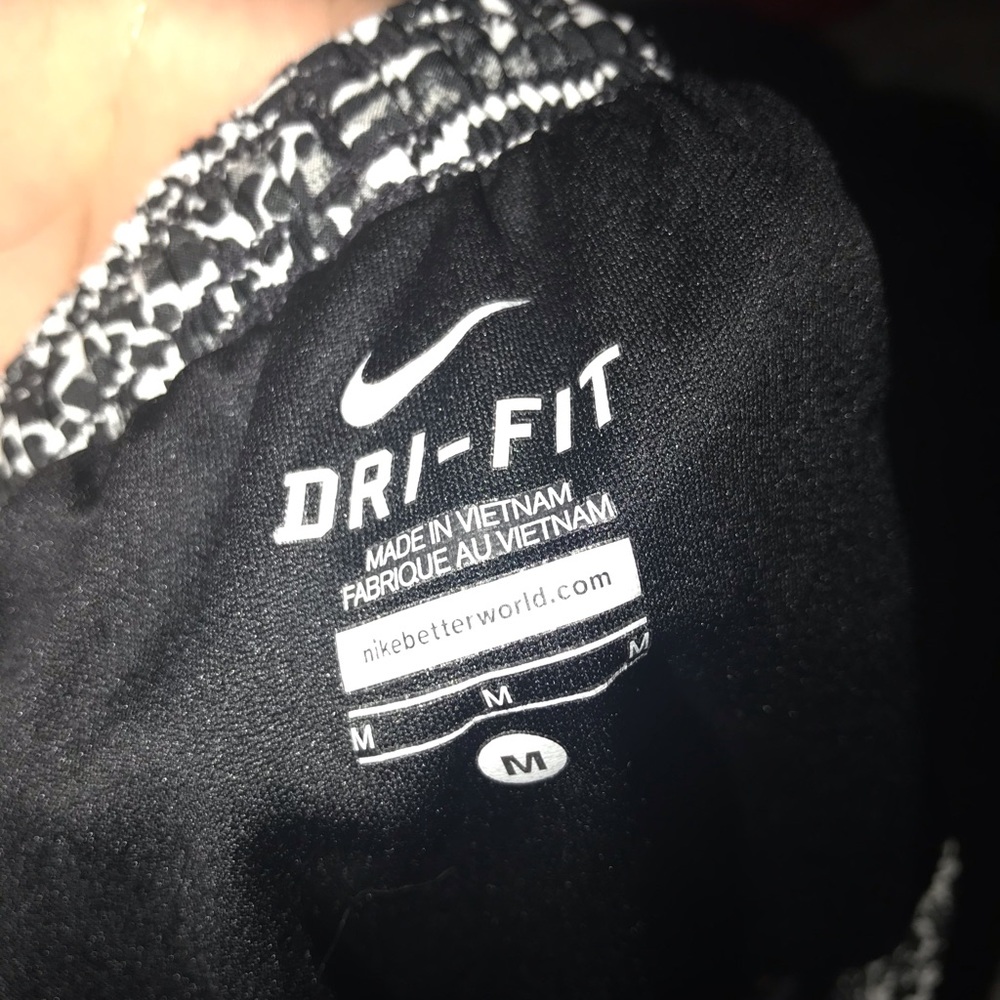 DRI-FIT
MADE IN VIETNAM
FABRIQUE AU VIETNAM
nikebetterworld.com
M M M
M